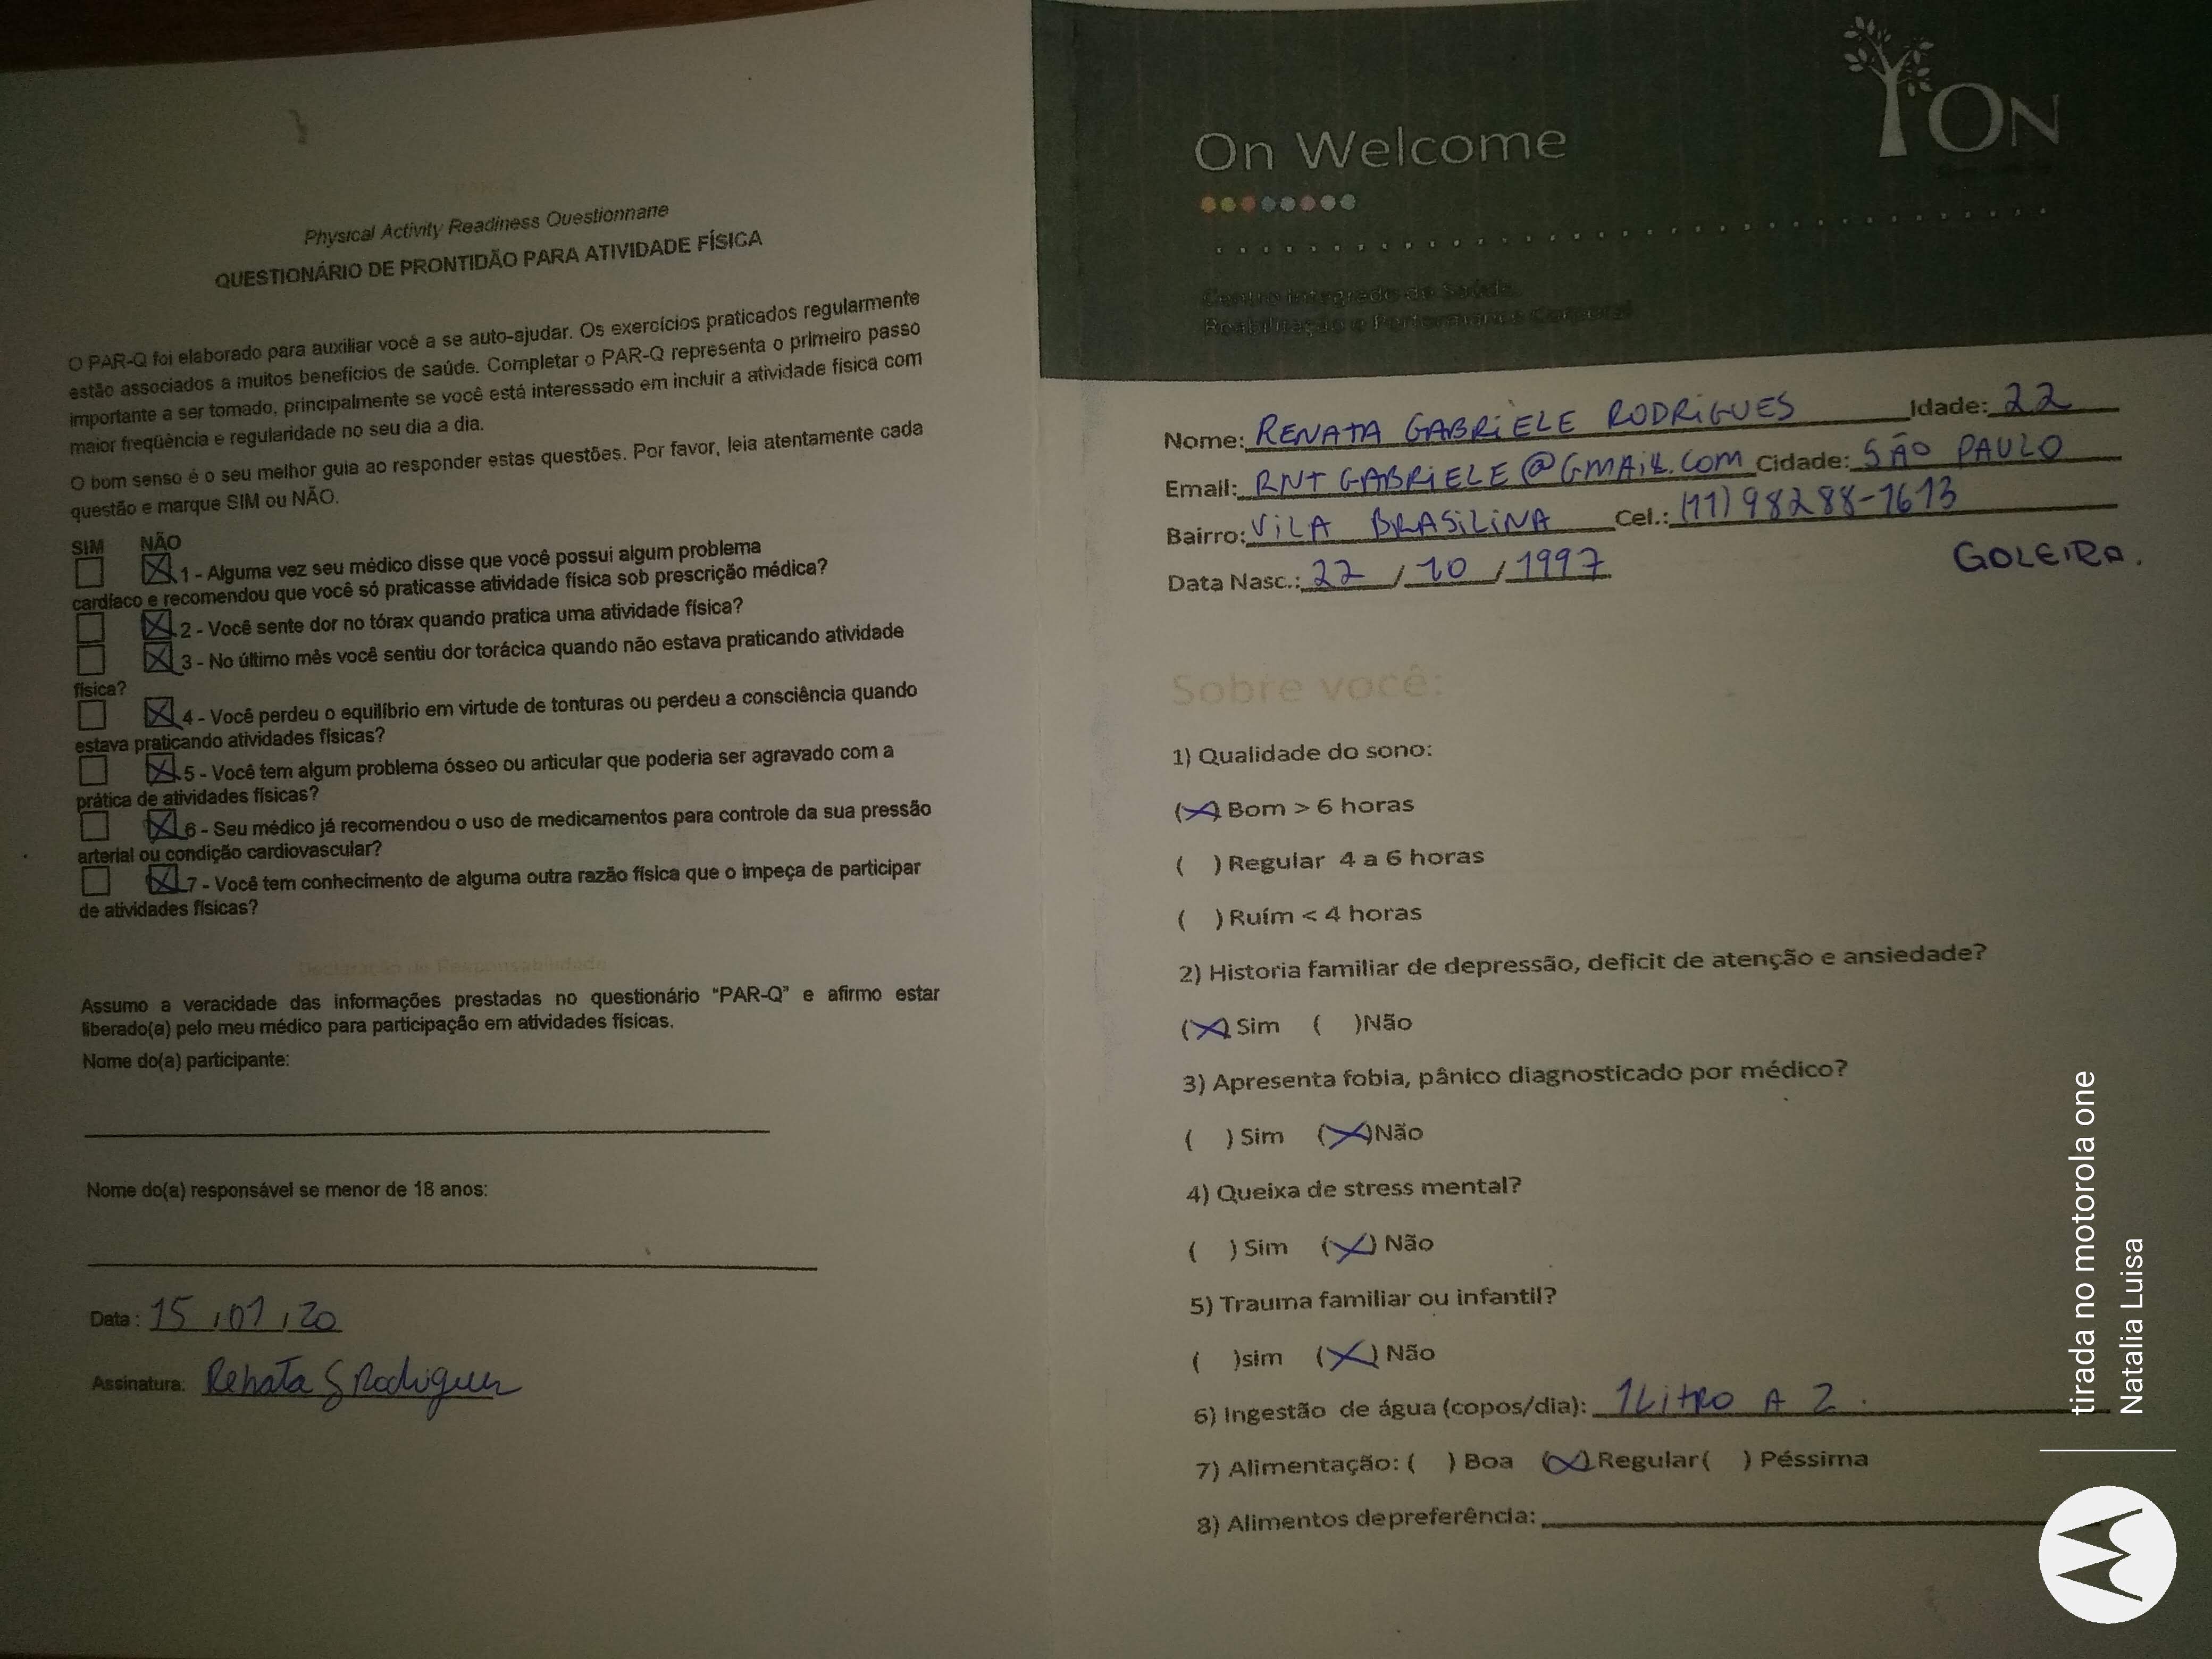 Physical Activity Readiness Questionnaire
QUESTIONÁRIO DE PRONTIDÃO PARA ATIVIDADE FÍSICA
O PAR-Q foi elaborado para auxiliar você a se auto-ajudar. Os exercícios praticados regularmente
estão associados a muitos benefícios de saúde. Completar o PAR-Q representa o primeiro passo
importante a ser tomado, principalmente se você está interessado em incluir a atividade física com
maior freqüência e regularidade no seu dia a dia.
O bom senso é o seu melhor guia ao responder estas questões. Por favor, leia atentamente cada
questão e marque SIM ou NÃO.
SIM NÃO
☐ ☒ 1 - Alguma vez seu médico disse que você possui algum problema
cardíaco e recomendou que você só praticasse atividade física sob prescrição médica?
☐ ☒ 2 - Você sente dor no tórax quando pratica uma atividade física?
☐ ☒ 3 - No último mês você sentiu dor torácica quando não estava praticando atividade
física?
☐ ☒ 4 - Você perdeu o equilíbrio em virtude de tonturas ou perdeu a consciência quando
estava praticando atividades físicas?
☐ ☒ 5 - Você tem algum problema ósseo ou articular que poderia ser agravado com a
prática de atividades físicas?
☐ ☒ 6 - Seu médico já recomendou o uso de medicamentos para controle da sua pressão
arterial ou condição cardiovascular?
☐ ☒ 7 - Você tem conhecimento de alguma outra razão física que o impeça de participar
de atividades físicas?
Assumo a veracidade das informações prestadas no questionário "PAR-Q" e afirmo estar
liberado(a) pelo meu médico para participação em atividades físicas.
Nome do(a) participante:
Nome do(a) responsável se menor de 18 anos:
Data: 15 / 01 / 20
Assinatura: Renata G Rodrigues
On Welcome
ON
Nome: RENATA GABRIELE RODRIGUES Idade: 22
Email: RNTGABRIELE@GMAIL.COM Cidade: SÃO PAULO
Bairro: VILA BRASILINA Cel.: (11) 98288-1613
Data Nasc.: 22 / 10 / 1997
GOLEIRA.
Sobre você:
1) Qualidade do sono:
(X) Bom > 6 horas
( ) Regular 4 a 6 horas
( ) Ruím < 4 horas
2) Historia familiar de depressão, deficit de atenção e ansiedade?
(X) Sim ( )Não
3) Apresenta fobia, pânico diagnosticado por médico?
( ) Sim (X)Não
4) Queixa de stress mental?
( ) Sim (X) Não
5) Trauma familiar ou infantil?
( )sim (X) Não
6) Ingestão de água (copos/dia): 1Litro A 2.
7) Alimentação: ( ) Boa (X) Regular( ) Péssima
8) Alimentos de preferência:
tirada no motorola one
Natalia Luisa